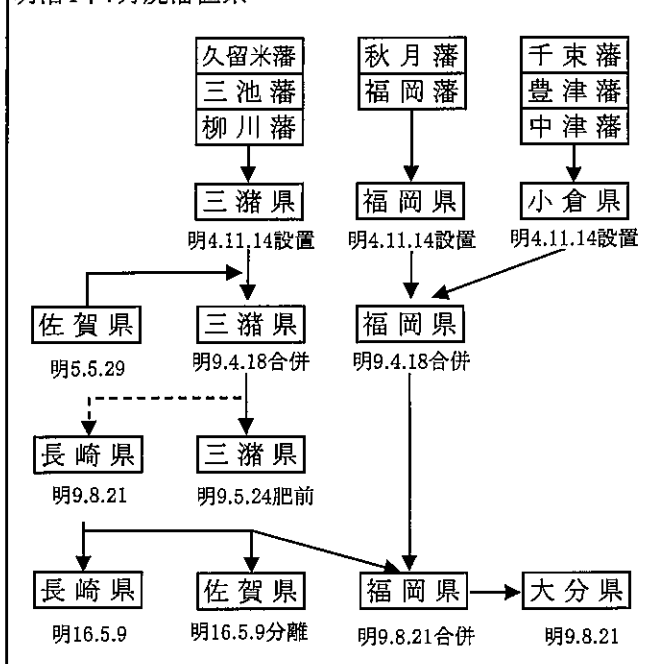 久留米藩 秋月藩 千束藩
三池藩 福岡藩 豊津藩
柳川藩 中津藩
三潴県 福岡県 小倉県
明4.11.14設置 明4.11.14設置 明4.11.14設置
佐賀県 三潴県 福岡県
明5.5.29 明9.4.18合併 明9.4.18合併
長崎県 三潴県
明9.8.21 明9.5.24肥前
長崎県 佐賀県 福岡県 大分県
明16.5.9 明16.5.9分離 明9.8.21合併 明9.8.21